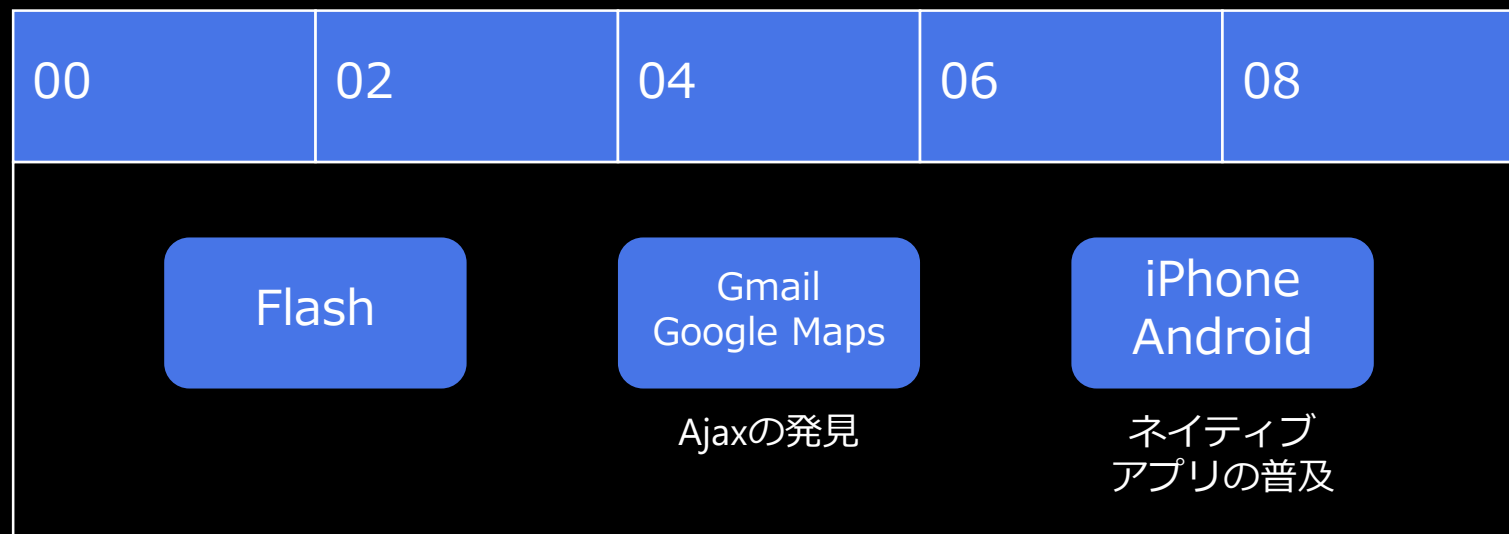 00
02
04
06
08
Flash
Gmail
Google Maps
Ajaxの発見
iPhone
Android
ネイティブ
アプリの普及